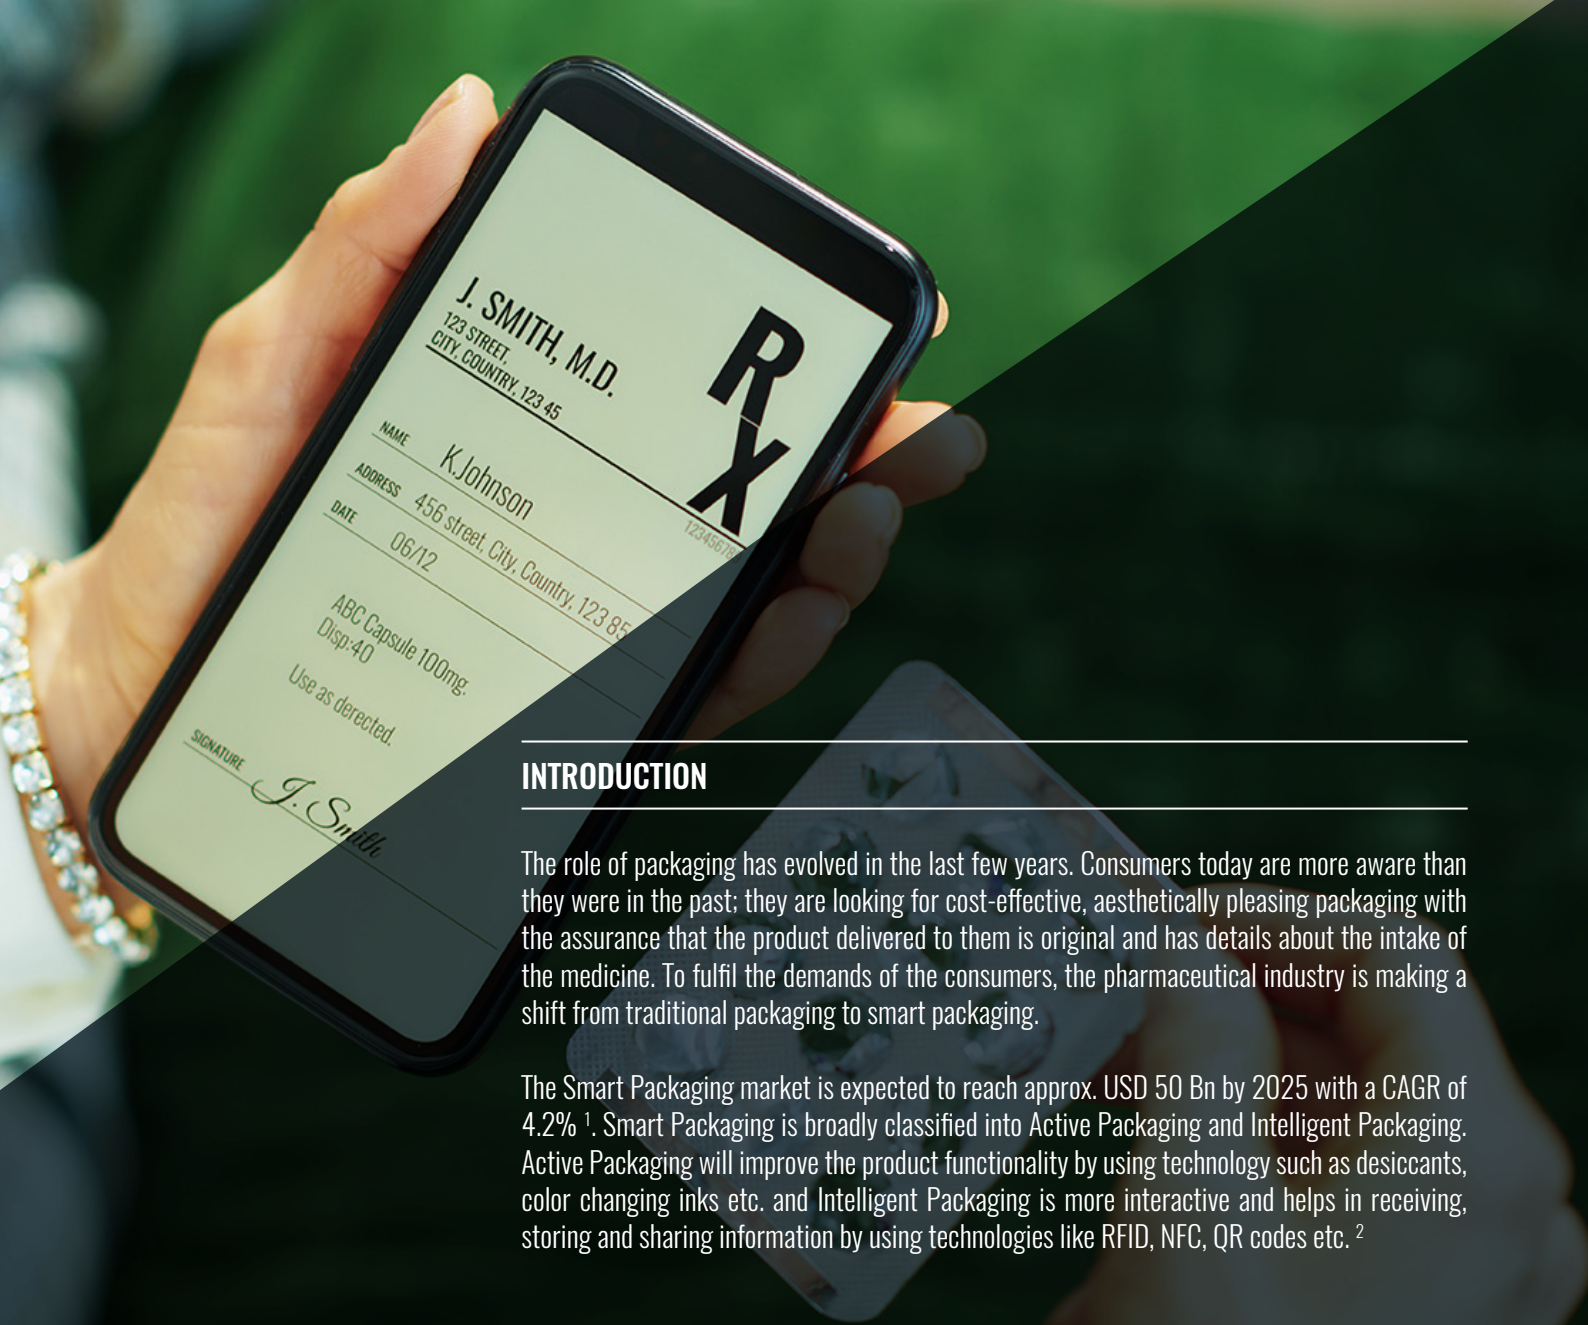 J. SMITH, M.D.
123 STREET,
CITY, COUNTRY, 123 45
R
X
12345678
NAME K.Johnson
ADDRESS 456 street, City, Country, 123 85
DATE 06/12
ABC Capsule 100mg.
Disp:40
Use as derected.
SIGNATURE J. Smith
INTRODUCTION
The role of packaging has evolved in the last few years. Consumers today are more aware than
they were in the past; they are looking for cost-effective, aesthetically pleasing packaging with
the assurance that the product delivered to them is original and has details about the intake of
the medicine. To fulfil the demands of the consumers, the pharmaceutical industry is making a
shift from traditional packaging to smart packaging.
The Smart Packaging market is expected to reach approx. USD 50 Bn by 2025 with a CAGR of
4.2% ¹. Smart Packaging is broadly classified into Active Packaging and Intelligent Packaging.
Active Packaging will improve the product functionality by using technology such as desiccants,
color changing inks etc. and Intelligent Packaging is more interactive and helps in receiving,
storing and sharing information by using technologies like RFID, NFC, QR codes etc. ²